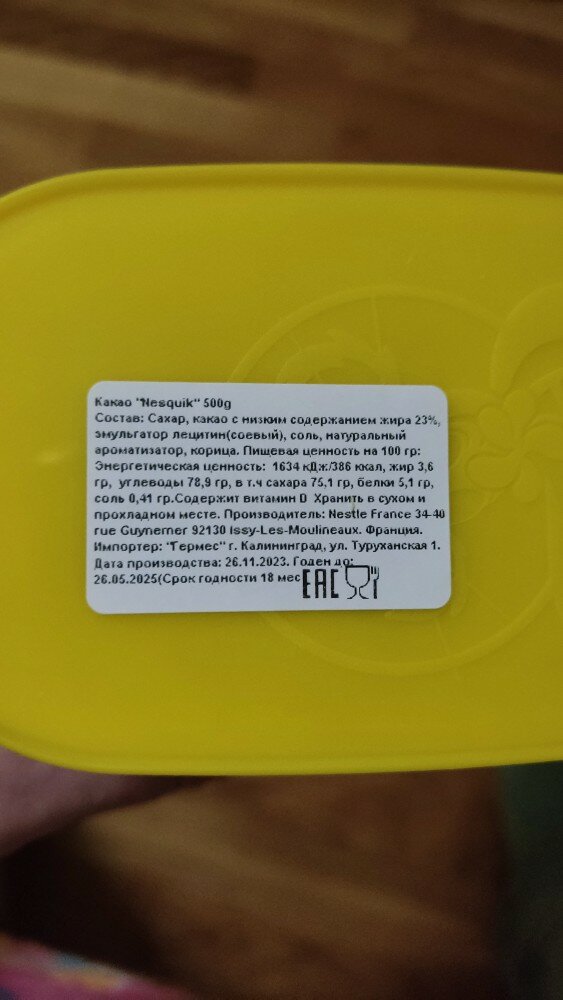 Какао "Nesquik" 500g
Состав: Сахар, какао с низким содержанием жира 23%,
эмульгатор лецитин(соевый), соль, натуральный
ароматизатор, корица. Пищевая ценность на 100 гр:
Энергетическая ценность: 1634 кДж/386 ккал, жир 3,6
гр, углеводы 78,9 гр, в т.ч сахара 75,1 гр, белки 5,1 гр,
соль 0,41 гр.Содержит витамин D Хранить в сухом и
прохладном месте. Производитель: Nestle France 34-40
rue Guynemer 92130 Issy-Les-Moulineaux. Франция.
Импортер: "Гермес" г. Калининград, ул. Туруханская 1.
Дата производства: 26.11.2023. Годен до:
26.05.2025(Срок годности 18 мес
EAC